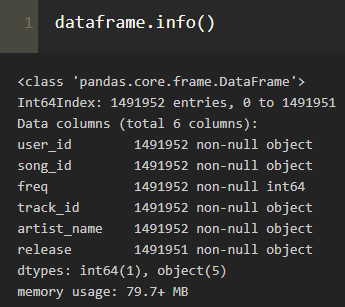 1 dataframe.info()
<class 'pandas.core.frame.DataFrame'>
Int64Index: 1491952 entries, 0 to 1491951
Data columns (total 6 columns):
user_id        1491952 non-null object
song_id        1491952 non-null object
freq           1491952 non-null int64
track_id       1491952 non-null object
artist_name    1491952 non-null object
release        1491951 non-null object
dtypes: int64(1), object(5)
memory usage: 79.7+ MB